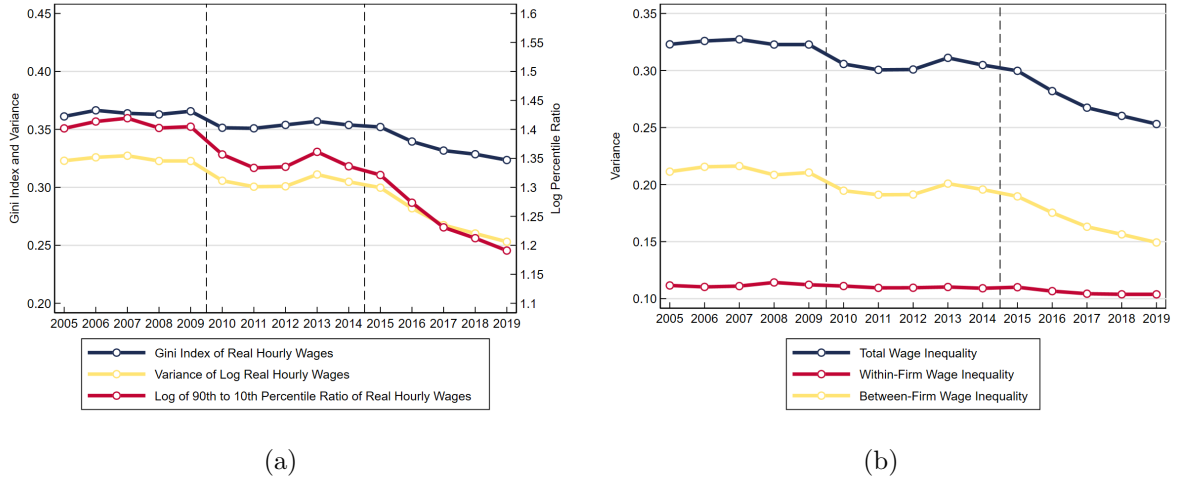 0.45
0.40
0.35
0.30
0.25
0.20
Gini Index and Variance
1.6
1.55
1.5
1.45
1.4
1.35
1.3
1.25
1.2
1.15
1.1
Log Percentile Ratio
2005 2006 2007 2008 2009 2010 2011 2012 2013 2014 2015 2016 2017 2018 2019
Gini Index of Real Hourly Wages
Variance of Log Real Hourly Wages
Log of 90th to 10th Percentile Ratio of Real Hourly Wages
(a)
0.35
0.30
0.25
0.20
0.15
0.10
Variance
2005 2006 2007 2008 2009 2010 2011 2012 2013 2014 2015 2016 2017 2018 2019
Total Wage Inequality
Within-Firm Wage Inequality
Between-Firm Wage Inequality
(b)